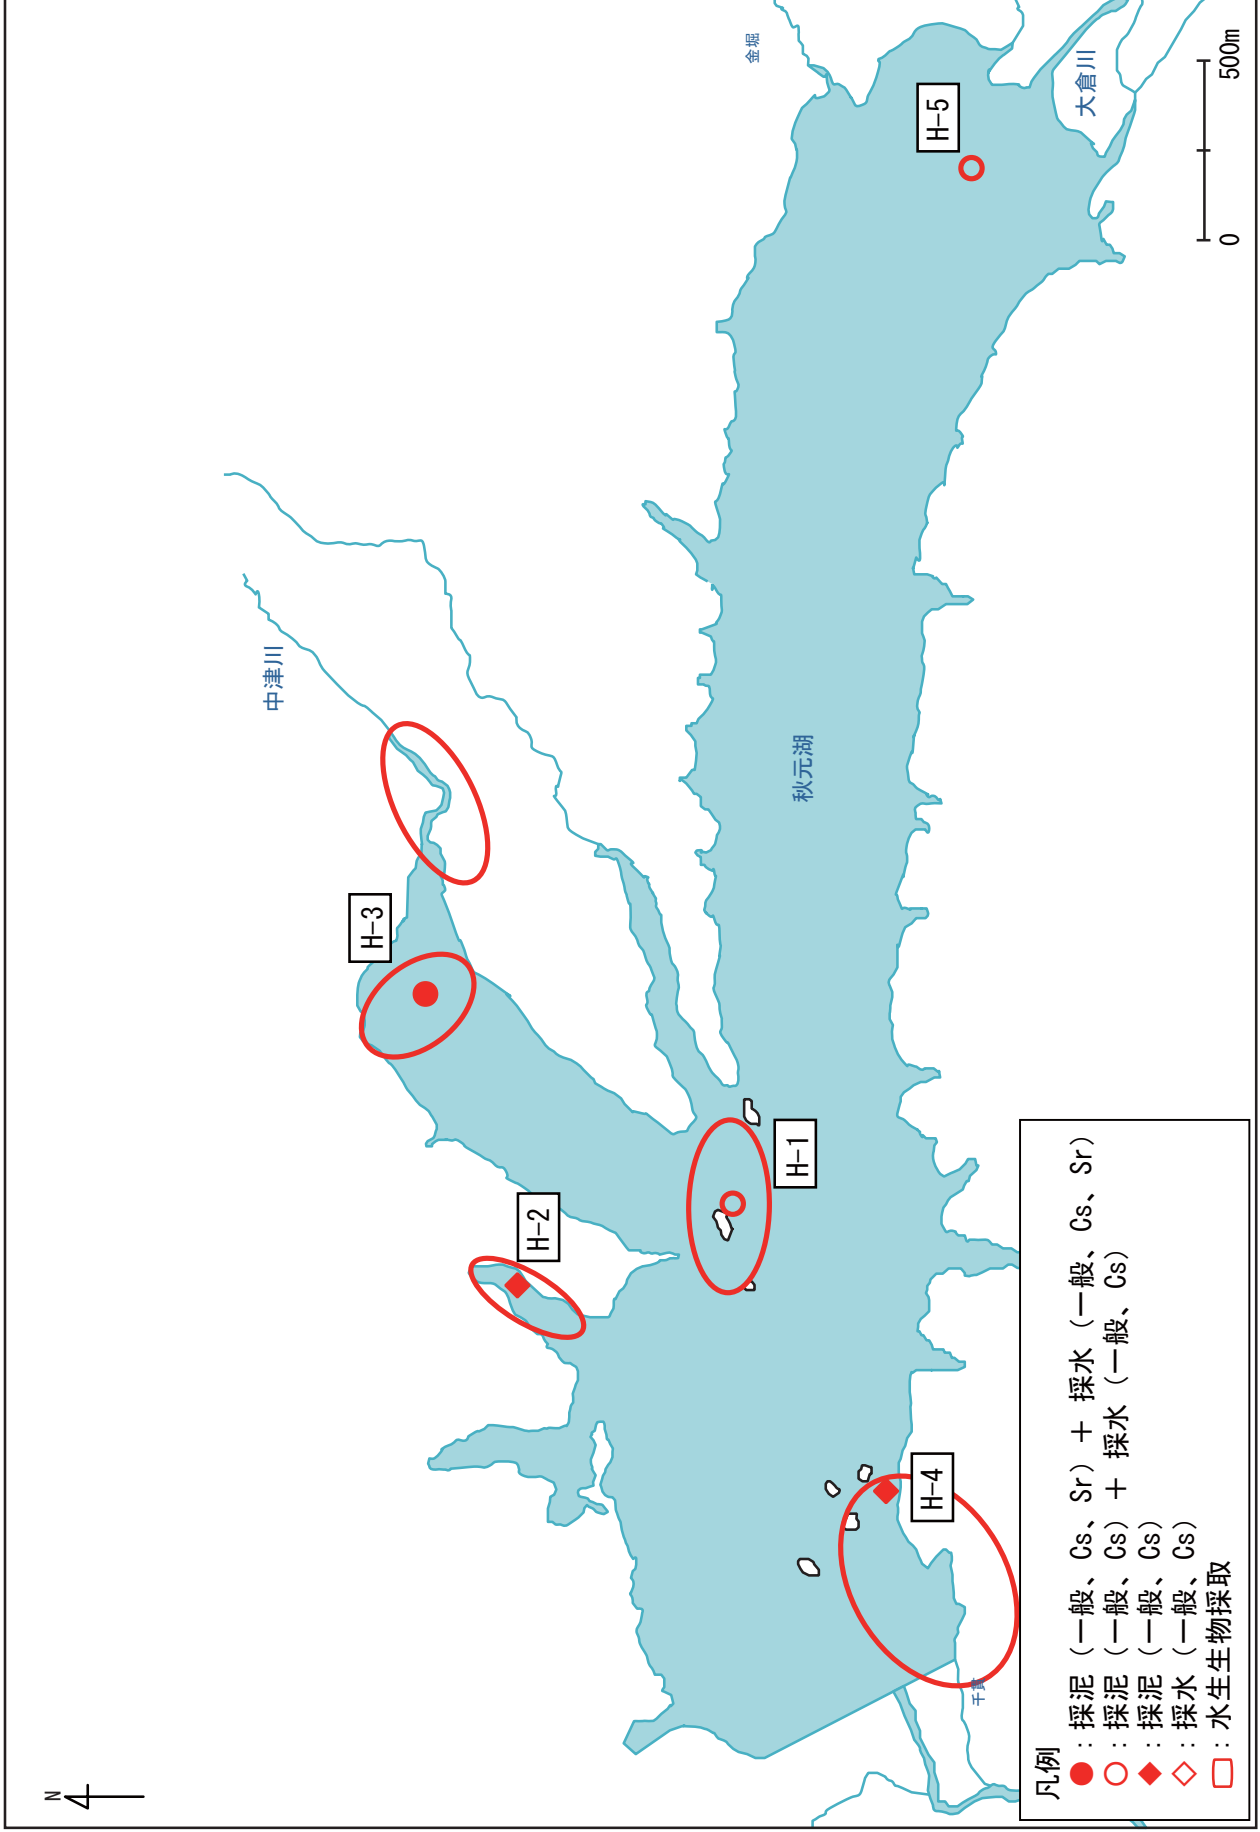 N
中津川
金堀
大倉川
秋元湖
H-3
H-2
H-1
H-5
H-4
0
500m
凡例
：採泥（一般、Cs、Sr）＋ 採水（一般、Cs、Sr）
：採泥（一般、Cs）＋ 採水（一般、Cs）
：採泥（一般、Cs）
：採水（一般、Cs）
：水生生物採取